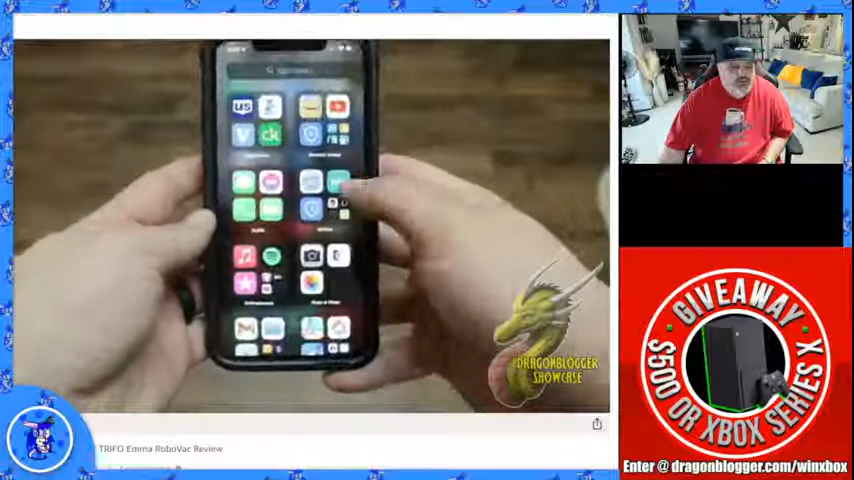 DRAGONBLOGGER
SHOWCASE
TRIFO Emma RoboVac Review
GIVEAWAY
$500 OR XBOX SERIES X
Enter @ dragonblogger.com/winxbox